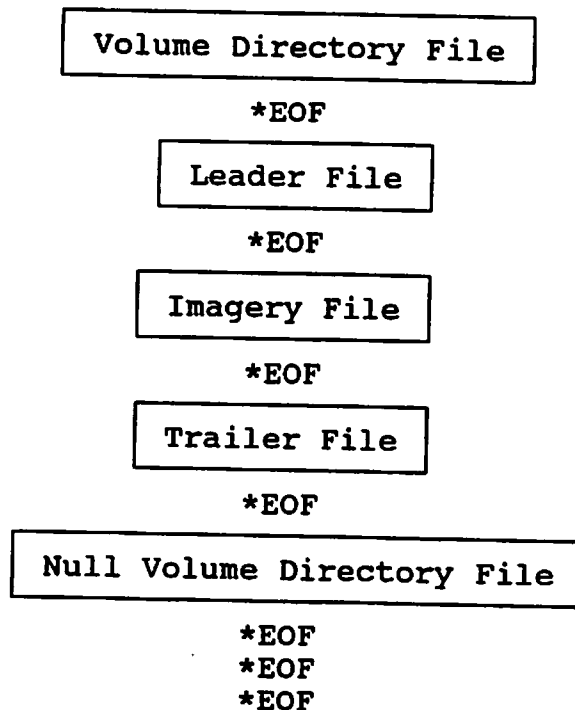 Volume Directory File
*EOF
Leader File
*EOF
Imagery File
*EOF
Trailer File
*EOF
Null Volume Directory File
*EOF
*EOF
*EOF